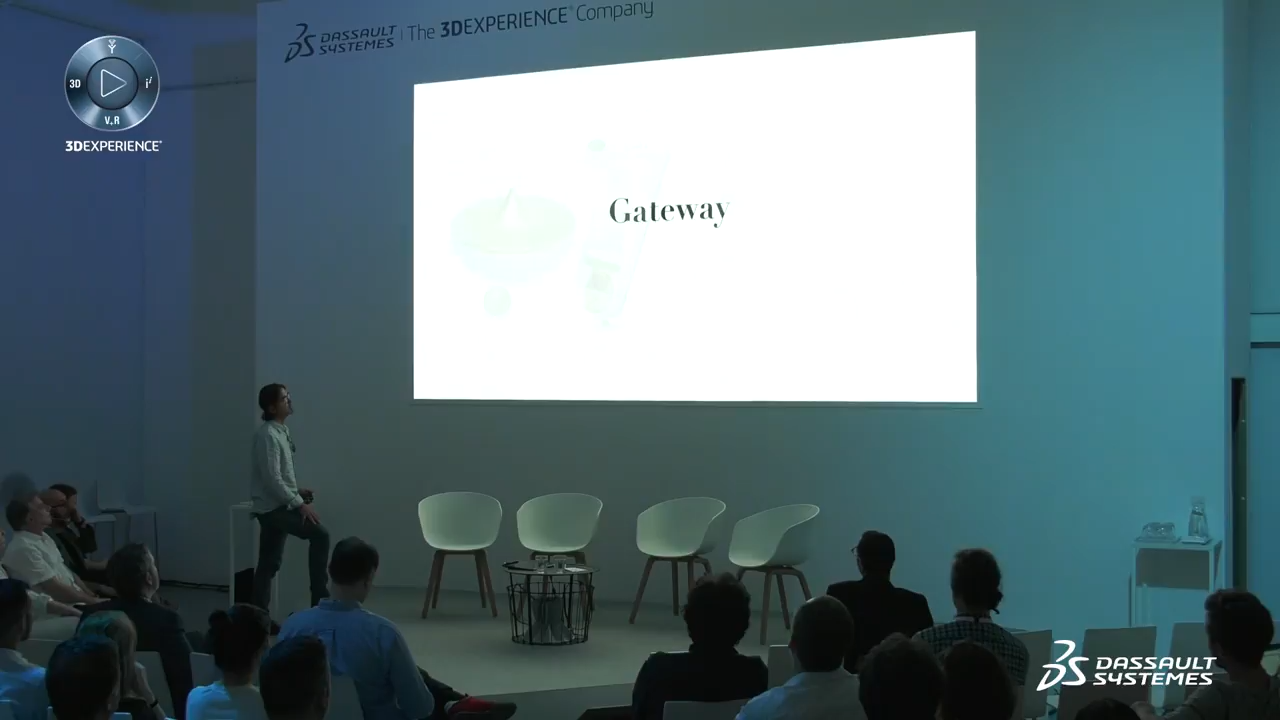 DASSAULT SYSTEMES | The 3DEXPERIENCE® Company
3D
V,R
3DEXPERIENCE®
Gateway
DASSAULT
SYSTEMES